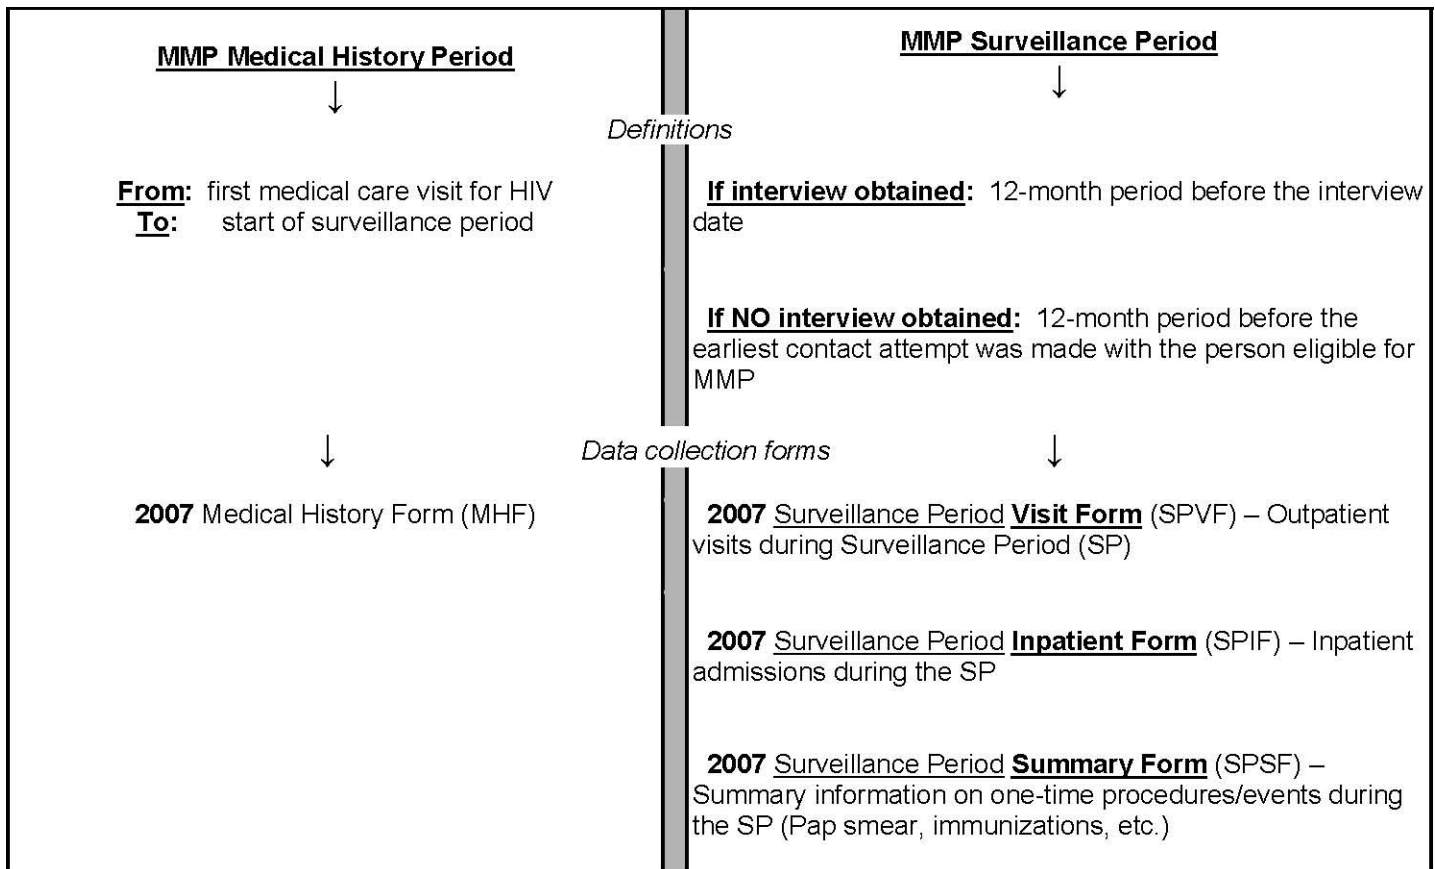 MMP Medical History Period
↓
MMP Surveillance Period
↓
Definitions
From: first medical care visit for HIV
To: start of surveillance period
If interview obtained: 12-month period before the interview
date
If NO interview obtained: 12-month period before the
earliest contact attempt was made with the person eligible for
MMP
↓
Data collection forms
↓
2007 Medical History Form (MHF)
2007 Surveillance Period Visit Form (SPVF) – Outpatient
visits during Surveillance Period (SP)
2007 Surveillance Period Inpatient Form (SPIF) – Inpatient
admissions during the SP
2007 Surveillance Period Summary Form (SPSF) –
Summary information on one-time procedures/events during
the SP (Pap smear, immunizations, etc.)